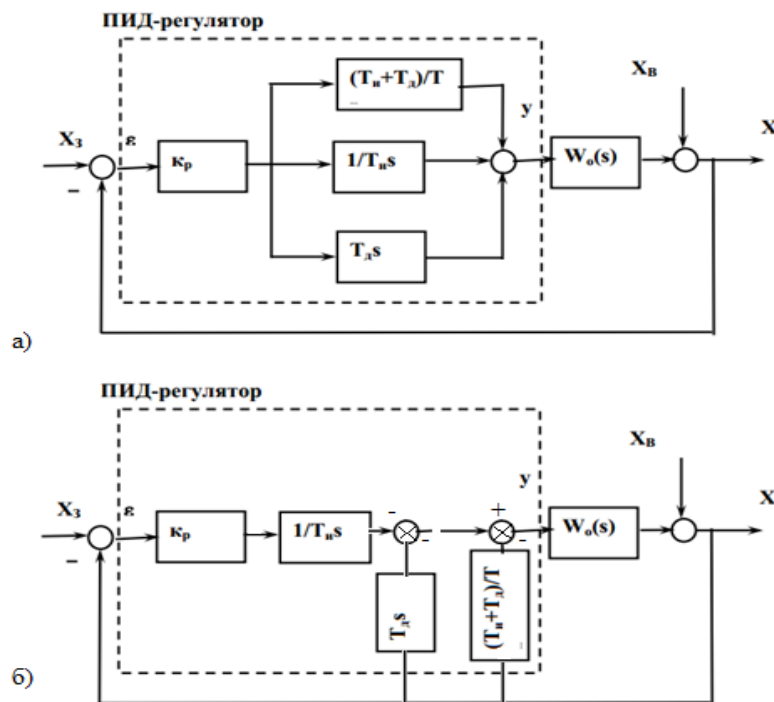 ПИД-регулятор
(Tи+Tд)/T
XВ
XЗ
ε
y
X
кр
1/Tиs
Wо(s)
−
Tдs
а)
ПИД-регулятор
XВ
y
XЗ
ε
-
+
X
кр
1/Tиs
-
-
Wо(s)
−
Tдs
(Tи+Tд)/T
б)